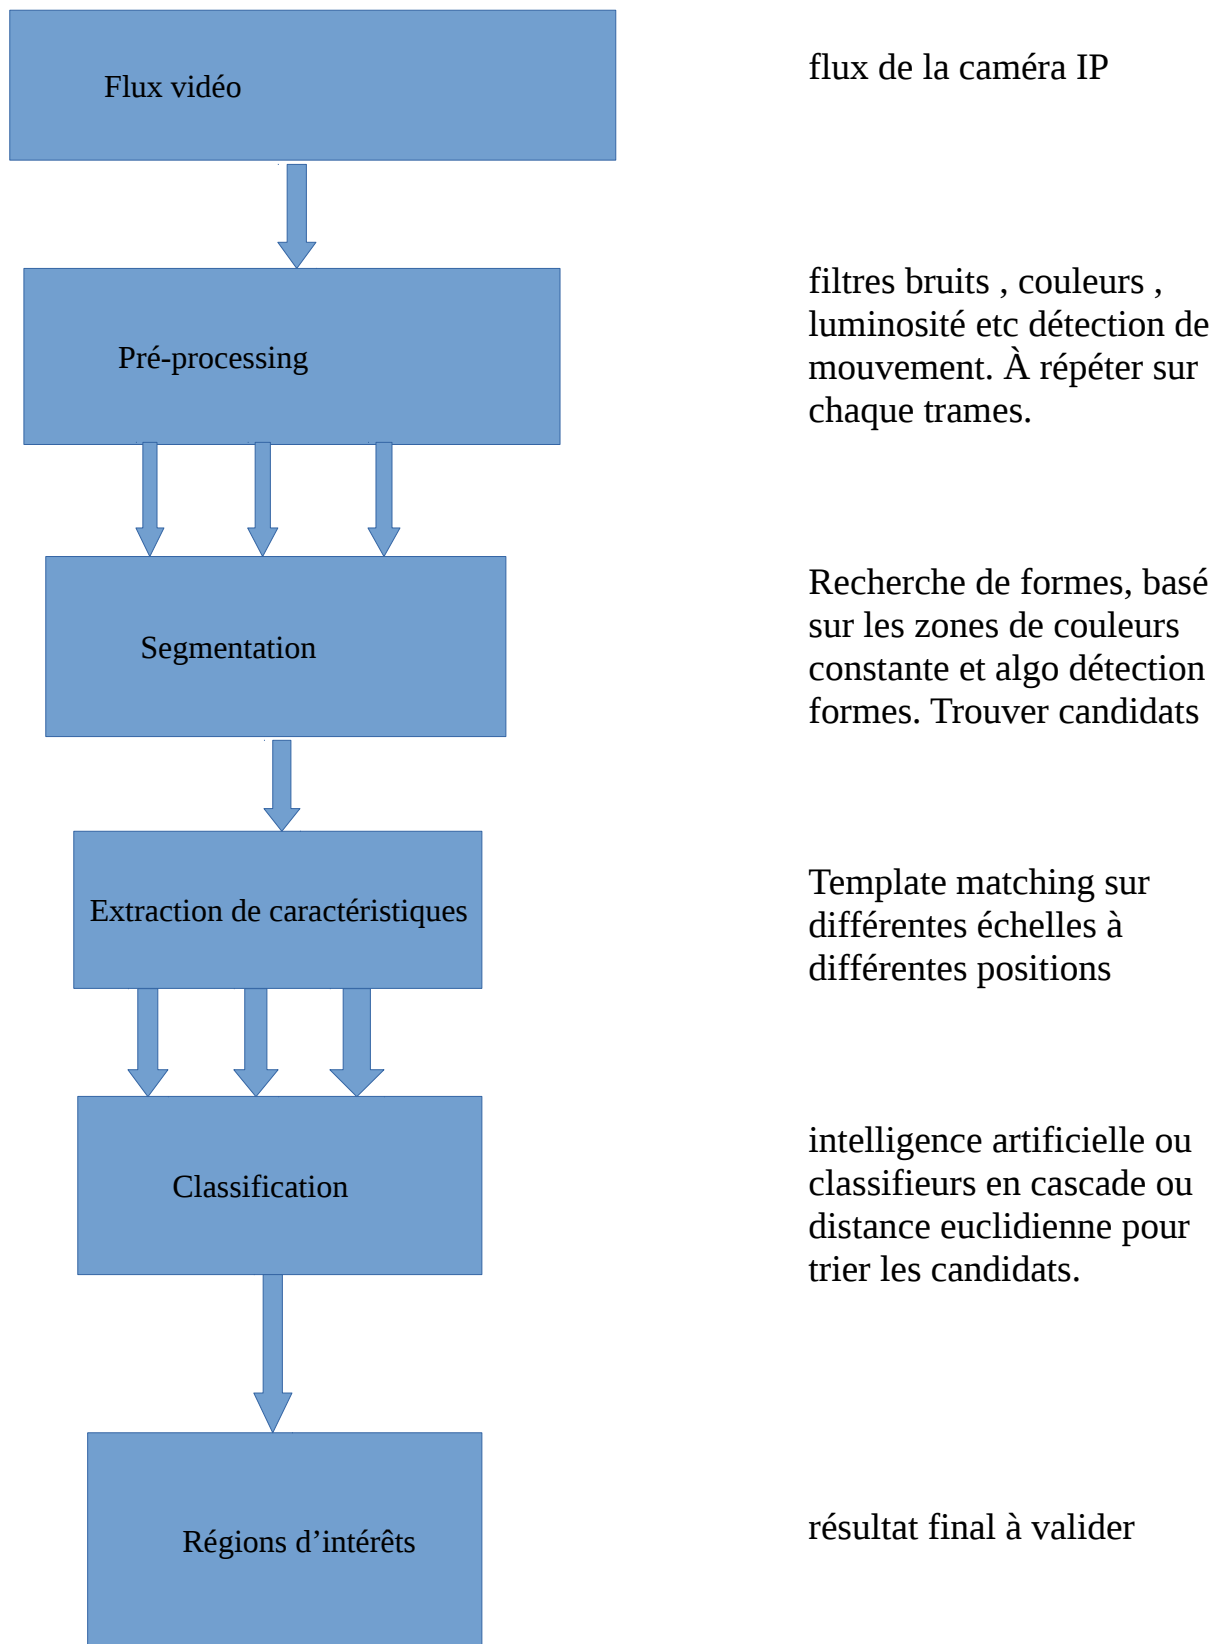 Flux vidéo
flux de la caméra IP
Pré-processing
filtres bruits , couleurs ,
luminosité etc détection de
mouvement. À répéter sur
chaque trames.
Segmentation
Recherche de formes, basé
sur les zones de couleurs
constante et algo détection
formes. Trouver candidats
Extraction de caractéristiques
Template matching sur
différentes échelles à
différentes positions
Classification
intelligence artificielle ou
classifieurs en cascade ou
distance euclidienne pour
trier les candidats.
Régions d’intérêts
résultat final à valider